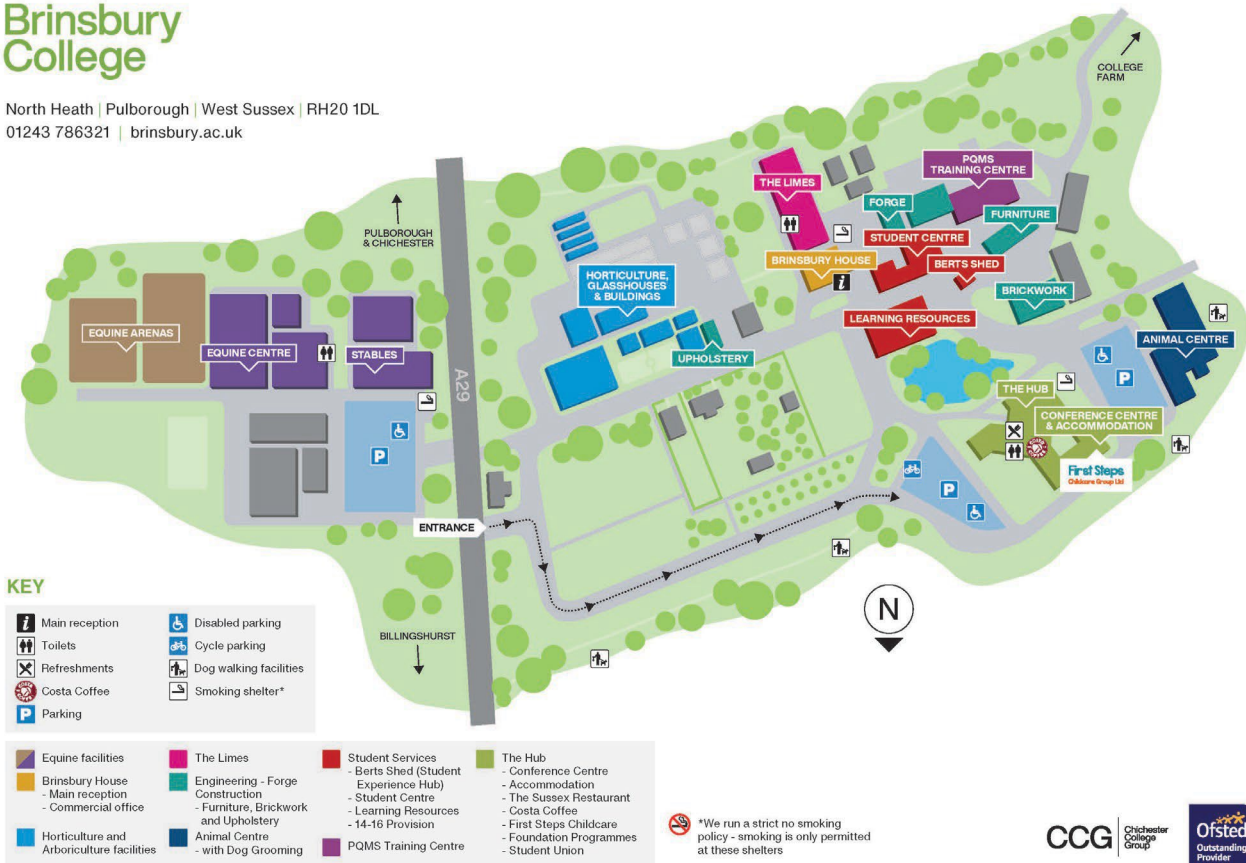 Brinsbury
College
North Heath | Pulborough | West Sussex | RH20 1DL
01243 786321 | brinsbury.ac.uk
COLLEGE
FARM
PULBOROUGH
& CHICHESTER
THE LIMES
PQMS
TRAINING CENTRE
FORGE
FURNITURE
STUDENT CENTRE
BRINSBURY HOUSE
i
BERTS SHED
HORTICULTURE,
GLASSHOUSES
& BUILDINGS
BRICKWORK
LEARNING RESOURCES
EQUINE ARENAS
EQUINE CENTRE
STABLES
UPHOLSTERY
ANIMAL CENTRE
A29
P
THE HUB
CONFERENCE CENTRE
& ACCOMMODATION
P
First Steps
Childcare Group Ltd
P
ENTRANCE
N
BILLINGSHURST
KEY
i Main reception
Toilets
Refreshments
Costa Coffee
P Parking
Disabled parking
Cycle parking
Dog walking facilities
Smoking shelter*
Equine facilities
Brinsbury House
- Main reception
- Commercial office
Horticulture and
Arboriculture facilities
The Limes
Engineering - Forge
Construction
- Furniture, Brickwork
and Upholstery
Animal Centre
- with Dog Grooming
Student Services
- Berts Shed (Student
Experience Hub)
- Student Centre
- Learning Resources
- 14-16 Provision
PQMS Training Centre
The Hub
- Conference Centre
- Accommodation
- The Sussex Restaurant
- Costa Coffee
- First Steps Childcare
- Foundation Programmes
- Student Union
*We run a strict no smoking
policy - smoking is only permitted
at these shelters
CCG
Chichester
College
Group
Ofsted
Outstanding
Provider